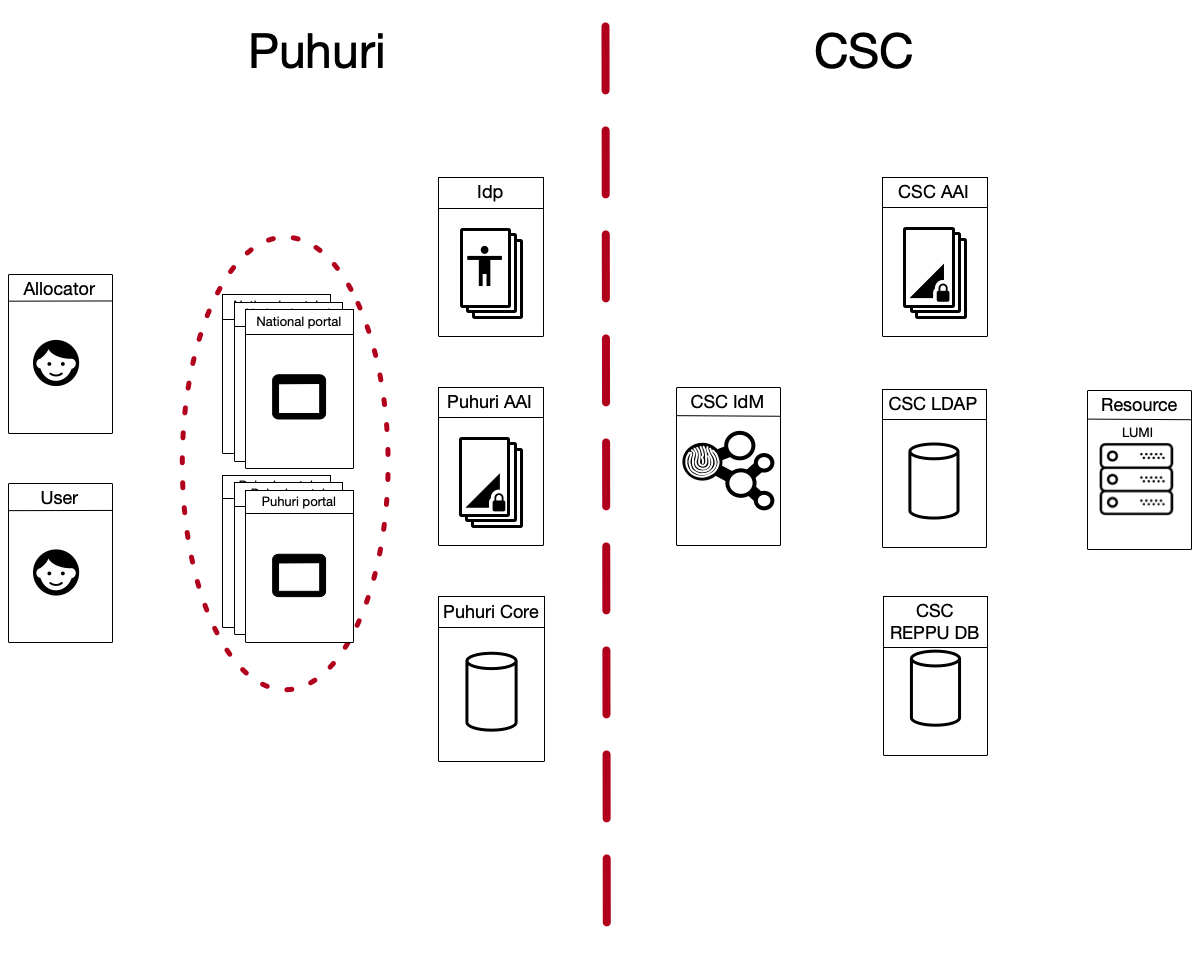 Puhuri
CSC
Idp
CSC AAI
Allocator
National portal
Puhuri AAI
CSC IdM
CSC LDAP
Resource
LUMI
User
Puhuri portal
Puhuri Core
CSC
REPPU DB